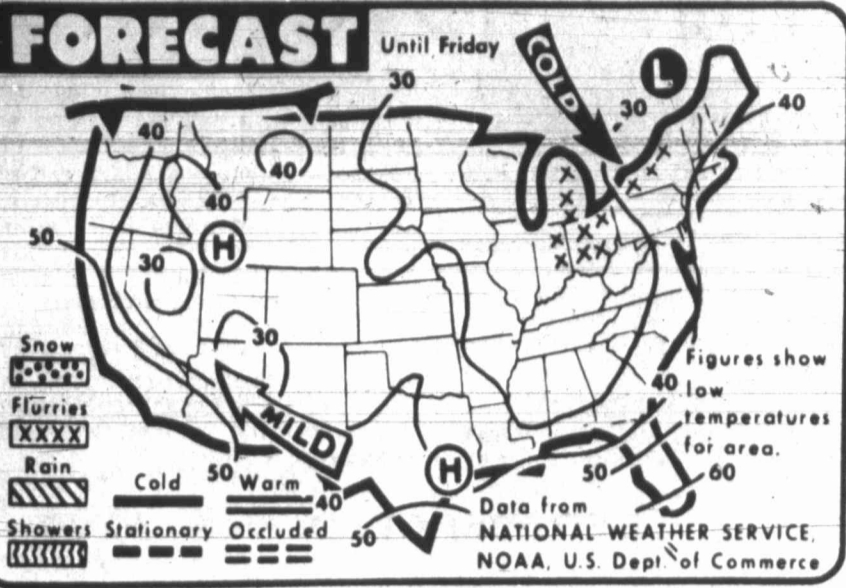 FORECAST
Until Friday
COLD
L
30
30
40
40
40
40
50
H
30
30
Snow
Flurries
XXXX
Rain
Showers
Cold
Warm
Stationary
Occluded
MILD
50
40
50
H
40
50
60
Figures show
low
temperatures
for area.
Data from
NATIONAL WEATHER SERVICE,
NOAA, U.S. Dept. of Commerce